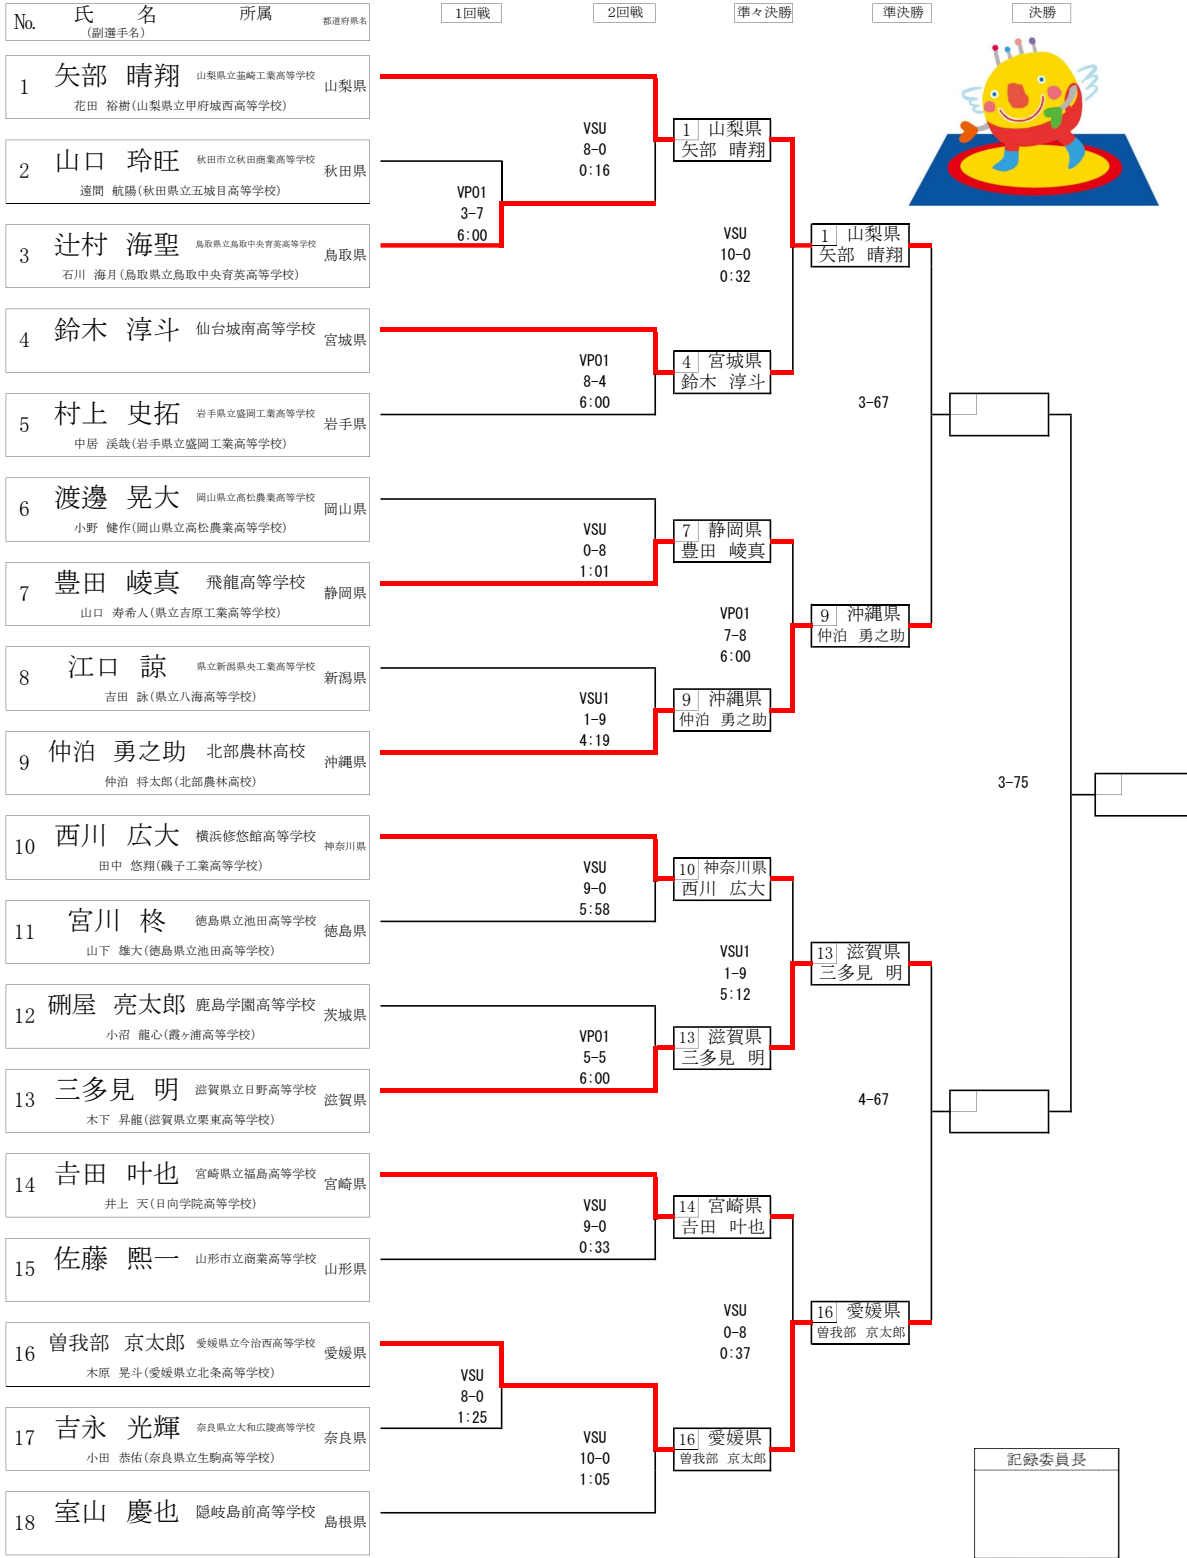 No. 氏 名 所属 都道府県名 1回戦 2回戦 準々決勝 準決勝 決勝
(副選手名)
1 矢部 晴翔 山梨県立韮崎工業高等学校 山梨県
花田 裕樹(山梨県立甲府城西高等学校)
VSU
8-0
0:16
1 山梨県
矢部 晴翔
2 山口 玲旺 秋田市立秋田商業高等学校 秋田県
遠間 航陽(秋田県立五城目高等学校)
VPO1
3-7
6:00
3 辻村 海聖 鳥取県立鳥取中央育英高等学校 鳥取県
石川 海月(鳥取県立鳥取中央育英高等学校)
VSU
10-0
0:32
1 山梨県
矢部 晴翔
4 鈴木 淳斗 仙台城南高等学校 宮城県
VPO1
8-4
6:00
4 宮城県
鈴木 淳斗
5 村上 史拓 岩手県立盛岡工業高等学校 岩手県
中居 渓哉(岩手県立盛岡工業高等学校)
3-67
6 渡邊 晃大 岡山県立高松農業高等学校 岡山県
小野 健作(岡山県立高松農業高等学校)
VSU
0-8
1:01
7 静岡県
豊田 崚真
7 豊田 崚真 飛龍高等学校 静岡県
山口 寿希人(県立吉原工業高等学校)
VPO1
7-8
6:00
9 沖縄県
仲泊 勇之助
8 江口 諒 県立新潟県央工業高等学校 新潟県
吉田 詠(県立八海高等学校)
VSU1
1-9
4:19
9 沖縄県
仲泊 勇之助
9 仲泊 勇之助 北部農林高校 沖縄県
仲泊 将太郎(北部農林高校)
3-75
10 西川 広大 横浜修悠館高等学校 神奈川県
田中 悠翔(磯子工業高等学校)
VSU
9-0
5:58
10 神奈川県
西川 広大
11 宮川 柊 徳島県立池田高等学校 徳島県
山下 雄大(徳島県立池田高等学校)
VSU1
1-9
5:12
13 滋賀県
三多見 明
12 硎屋 亮太郎 鹿島学園高等学校 茨城県
小沼 龍心(霞ヶ浦高等学校)
VPO1
5-5
6:00
13 滋賀県
三多見 明
13 三多見 明 滋賀県立日野高等学校 滋賀県
木下 昇龍(滋賀県立栗東高等学校)
4-67
14 吉田 叶也 宮崎県立福島高等学校 宮崎県
井上 天(日向学院高等学校)
VSU
9-0
0:33
14 宮崎県
吉田 叶也
15 佐藤 熙一 山形市立商業高等学校 山形県
VSU
0-8
0:37
16 愛媛県
曽我部 京太郎
16 曽我部 京太郎 愛媛県立今治西高等学校 愛媛県
木原 晃斗(愛媛県立北条高等学校)
VSU
8-0
1:25
17 吉永 光輝 奈良県立大和広陵高等学校 奈良県
小田 恭佑(奈良県立生駒高等学校)
VSU
10-0
1:05
16 愛媛県
曽我部 京太郎
18 室山 慶也 隠岐島前高等学校 島根県
記録委員長